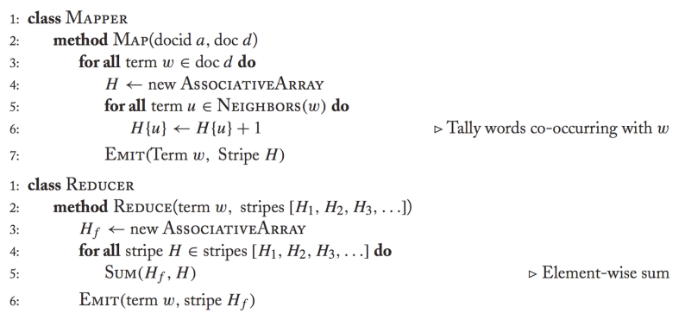 1: class MAPPER
2: method MAP(docid a, doc d)
3: for all term w ∈ doc d do
4: H ← new ASSOCIATIVEARRAY
5: for all term u ∈ NEIGHBORS(w) do
6: H{u} ← H{u} + 1 ▹ Tally words co-occurring with w
7: EMIT(Term w, Stripe H)
1: class REDUCER
2: method REDUCE(term w, stripes [H₁, H₂, H₃, . . .])
3: H_f ← new ASSOCIATIVEARRAY
4: for all stripe H ∈ stripes [H₁, H₂, H₃, . . .] do
5: SUM(H_f, H) ▹ Element-wise sum
6: EMIT(term w, stripe H_f)